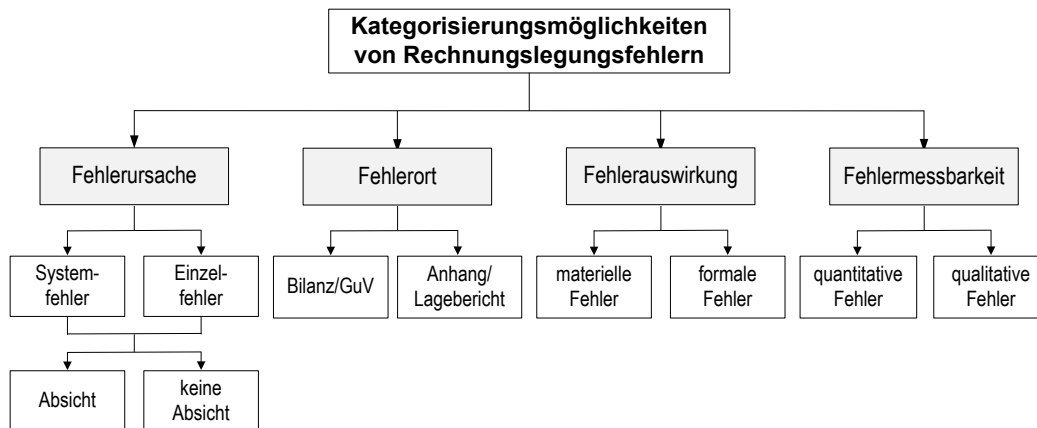 Kategorisierungsmöglichkeiten
von Rechnungslegungsfehlern
Fehlerursache
Fehlerort
Fehlerauswirkung
Fehlermessbarkeit
System-
fehler
Einzel-
fehler
Bilanz/GuV
Anhang/
Lagebericht
materielle
Fehler
formale
Fehler
quantitative
Fehler
qualitative
Fehler
Absicht
keine
Absicht